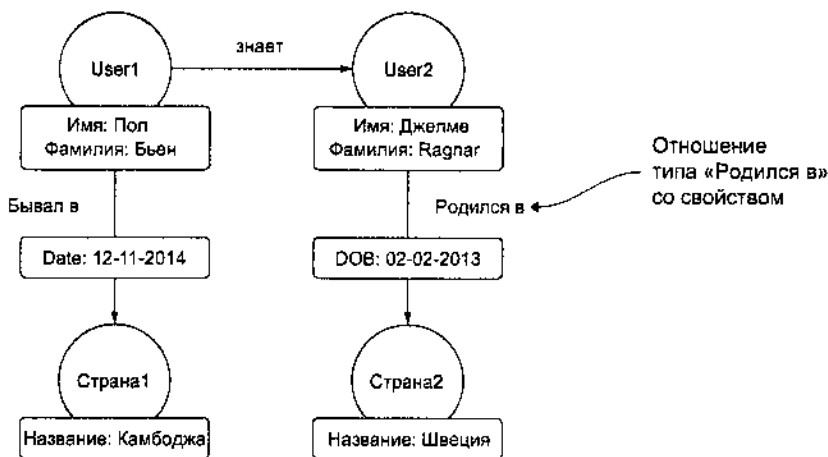 знает
User1
User2
Имя: Пол
Фамилия: Бьен
Имя: Джелме
Фамилия: Ragnar
Отношение
типа «Родился в»
со свойством
Бывал в
Родился в
Date: 12-11-2014
DOB: 02-02-2013
Страна1
Страна2
Название: Камбоджа
Название: Швеция